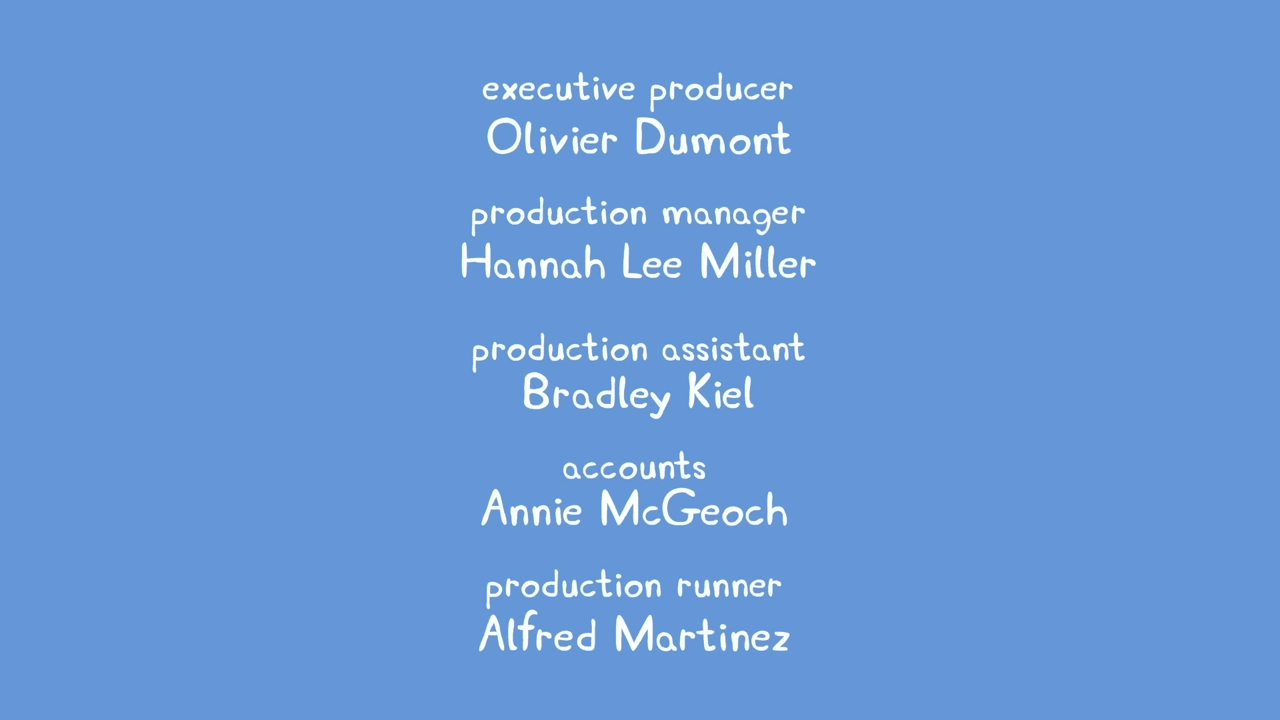 executive producer
Olivier Dumont
production manager
Hannah Lee Miller
production assistant
Bradley Kiel
accounts
Annie McGeoch
production runner
Alfred Martinez